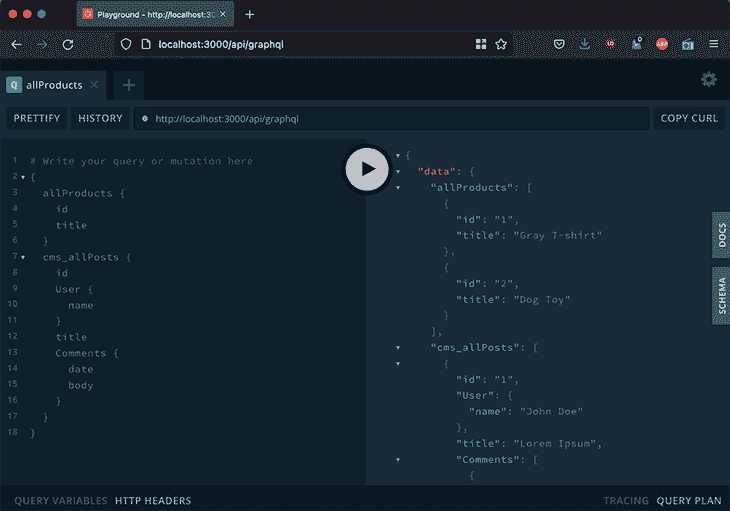 Playground - http://localhost:30
localhost:3000/api/graphql
Q allProducts
PRETTIFY HISTORY http://localhost:3000/api/graphql COPY CURL
1 # Write your query or mutation here
2 {
3 allProducts {
4 id
5 title
6 }
7 cms_allPosts {
8 id
9 User {
10 name
11 }
12 title
13 Comments {
14 date
15 body
16 }
17 }
18 }
{
"data": {
"allProducts": [
{
"id": "1",
"title": "Gray T-shirt"
},
{
"id": "2",
"title": "Dog Toy"
}
],
"cms_allPosts": [
{
"id": "1",
"User": {
"name": "John Doe"
},
"title": "Lorem Ipsum",
"Comments": [
{
DOCS
SCHEMA
QUERY VARIABLES HTTP HEADERS
TRACING QUERY PLAN